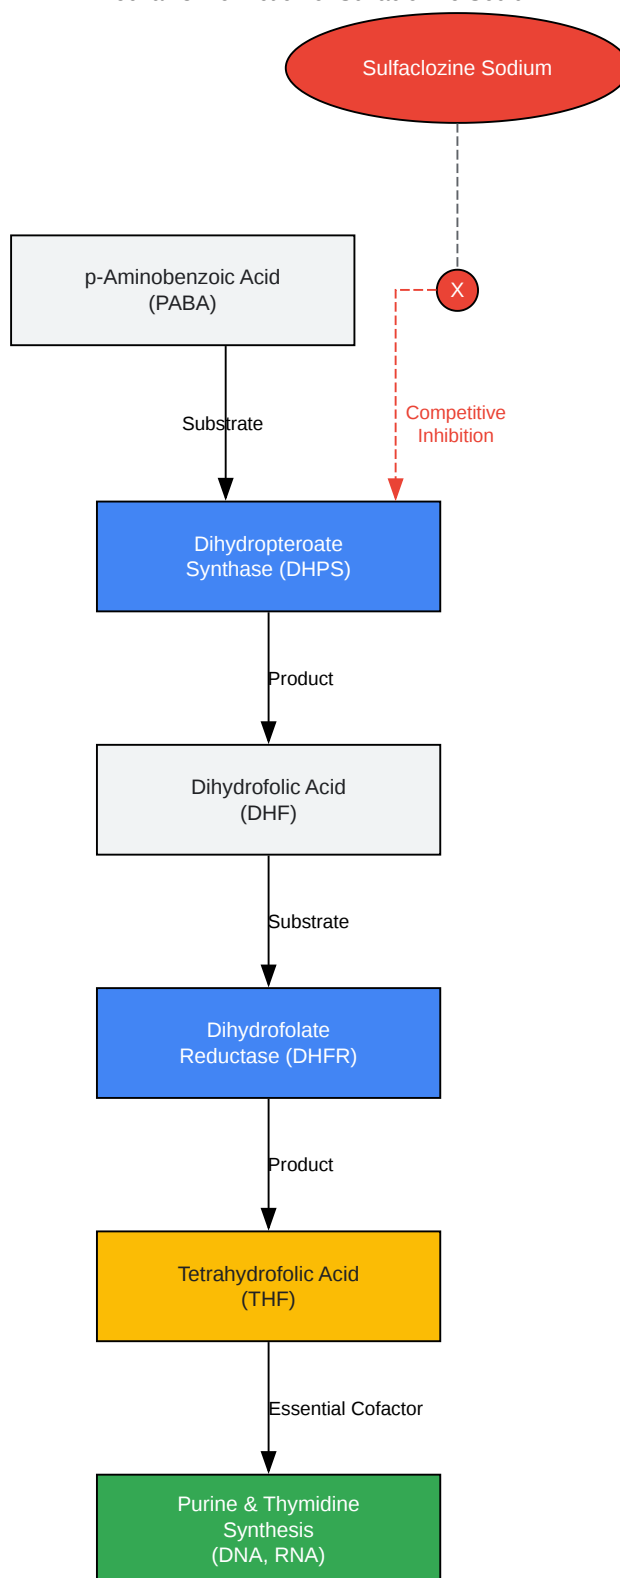 Sulfaclozine Sodium
p-Aminobenzoic Acid
(PABA)
X
Substrate
Competitive
Inhibition
Dihydropteroate
Synthase (DHPS)
Product
Dihydrofolic Acid
(DHF)
Substrate
Dihydrofolate
Reductase (DHFR)
Product
Tetrahydrofolic Acid
(THF)
Essential Cofactor
Purine & Thymidine
Synthesis
(DNA, RNA)